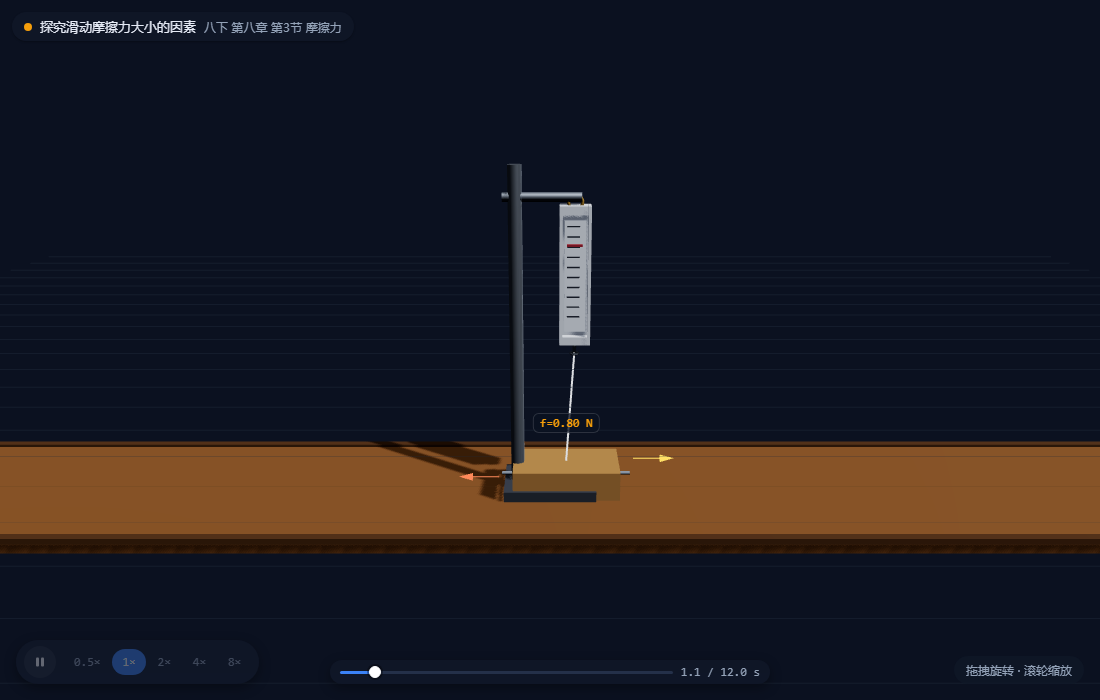 探究滑动摩擦力大小的因素 八下 第八章 第3节 摩擦力
f=0.80 N
0.5× 1× 2× 4× 8×
1.1 / 12.0 s
拖拽旋转 · 滚轮缩放